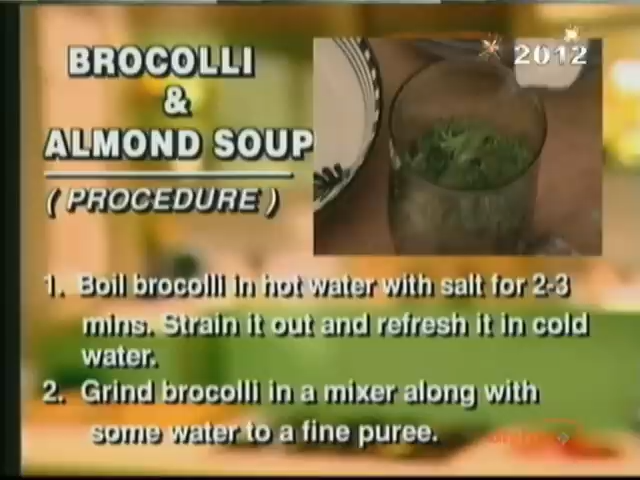 2012
BROCOLLI
&
ALMOND SOUP
( PROCEDURE )
1. Boil brocolli in hot water with salt for 2-3
mins. Strain it out and refresh it in cold
water.
2. Grind brocolli in a mixer along with
some water to a fine puree.